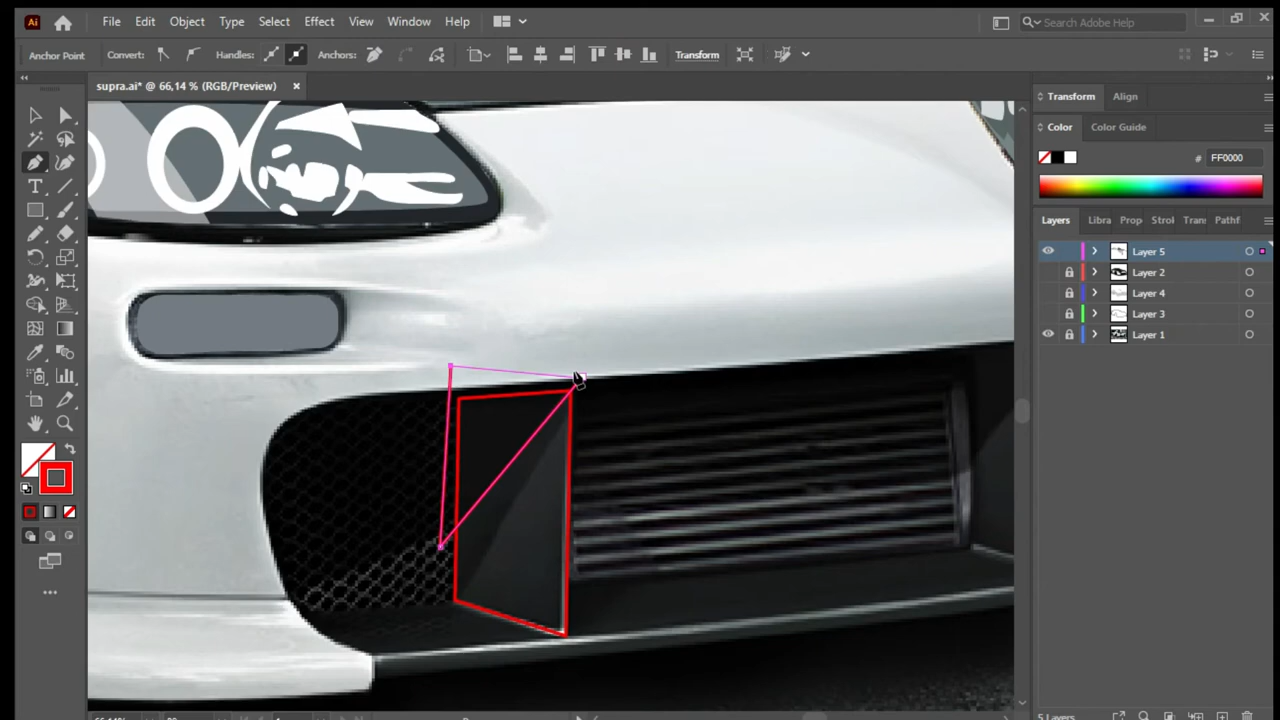 Ai File Edit Object Type Select Effect View Window Help Search Adobe Help
Anchor Point Convert: Handles: Anchors: Transform
supra.ai* @ 66,14 % (RGB/Preview)
Transform Align
Color Color Guide
# FF0000
Layers Libra Prop Strol Tran: Pathf
Layer 5
Layer 2
Layer 4
Layer 3
Layer 1
5 Layers